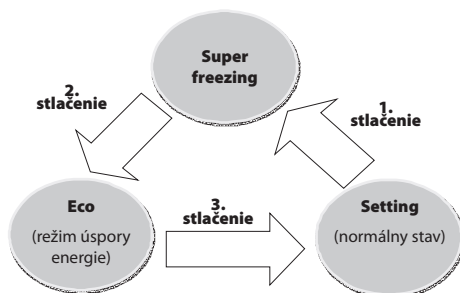 Super
freezing
2.
stlačenie
1.
stlačenie
Eco
(režim úspory
energie)
3.
stlačenie
Setting
(normálny stav)